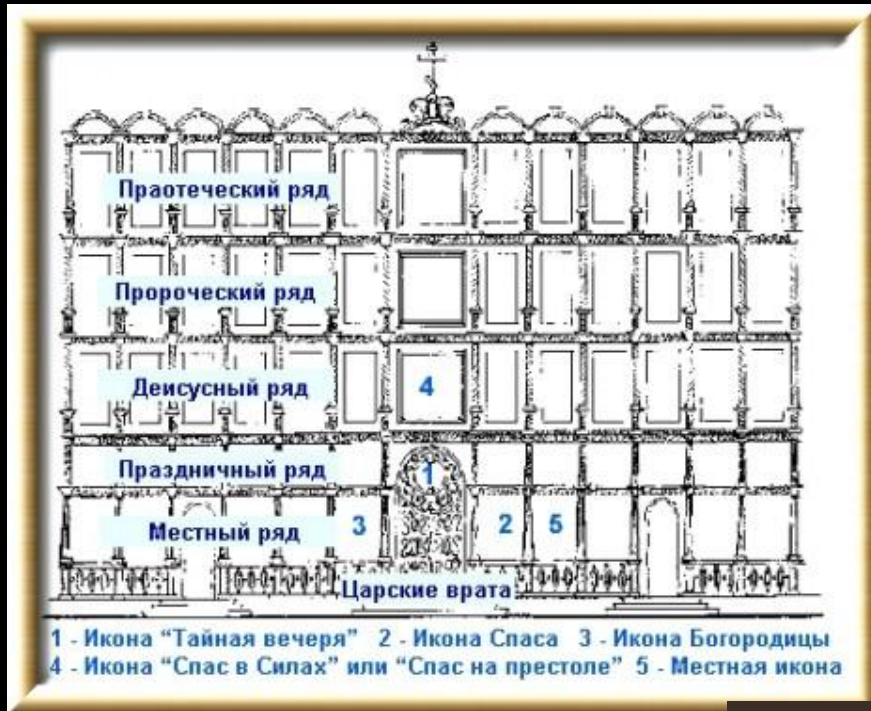 Праотеческий ряд
Пророческий ряд
Деисусный ряд
4
Праздничный ряд
1
Местный ряд
3
2
5
Царские врата
1 - Икона “Тайная вечеря” 2 - Икона Спаса 3 - Икона Богородицы
4 - Икона “Спас в Силах” или “Спас на престоле” 5 - Местная икона